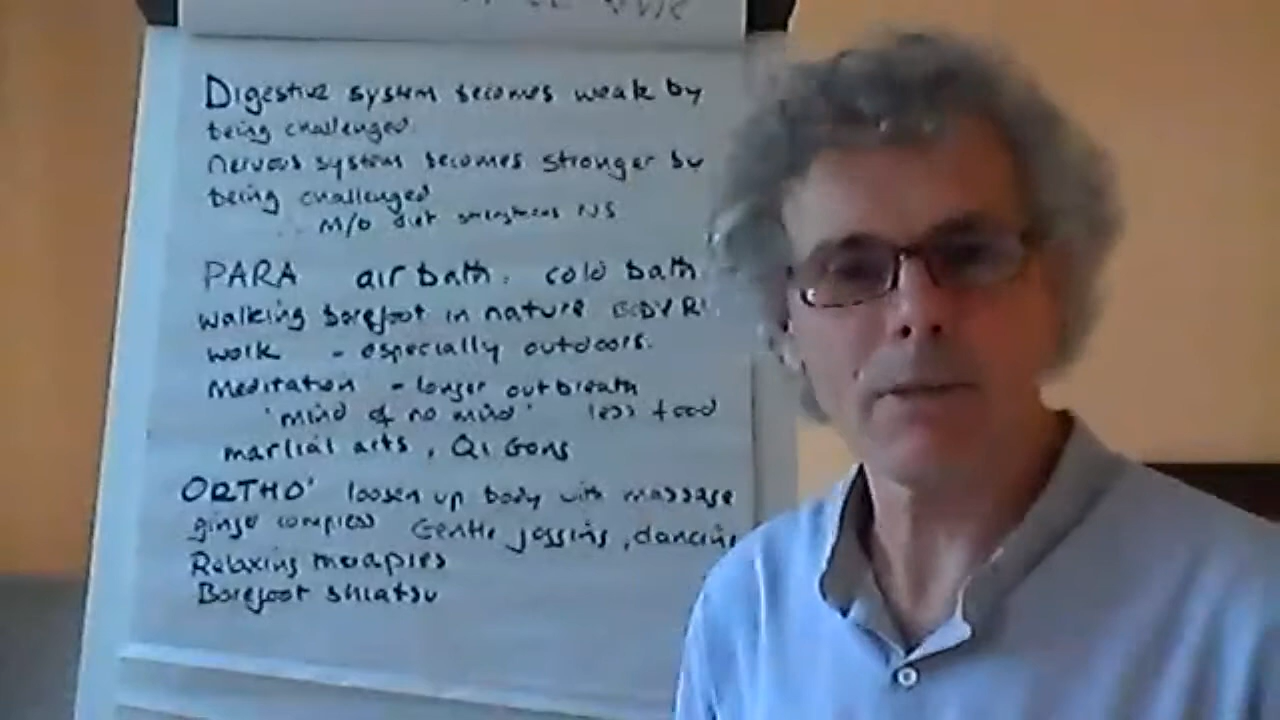 Digestive system becomes weak by
being challenged.
nervous system becomes stronger by
being challenged
M/O diet strengthens NS
PARA air bath. cold bath.
walking barefoot in nature
work - especially outdoors.
Meditation - longer outbreath
'mind of no mind' less food
martial arts, Qi Gong
ORTHO' loosen up body with massage
ginger compress Gentle jogging, dancing
Relaxing therapies
Barefoot shiatsu